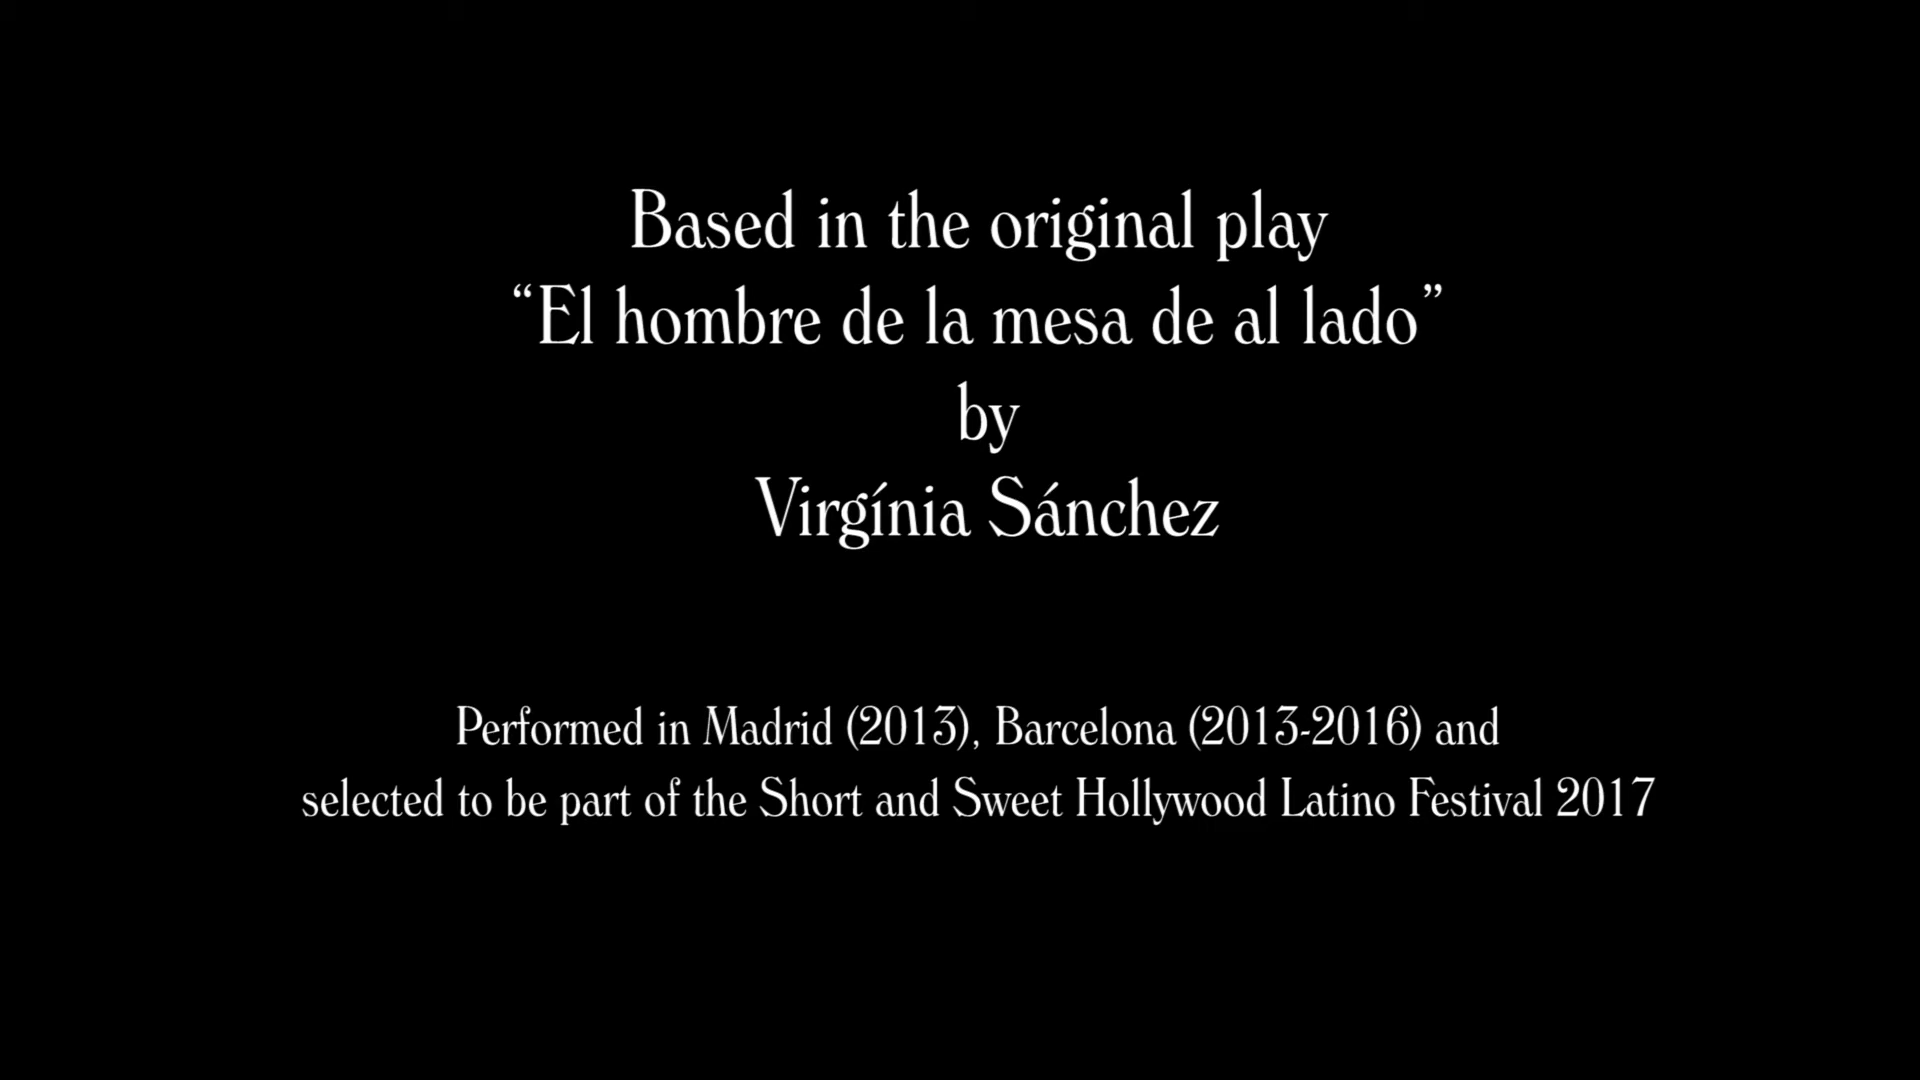 Based in the original play
“El hombre de la mesa de al lado”
by
Virgínia Sánchez
Performed in Madrid (2013), Barcelona (2013-2016) and
selected to be part of the Short and Sweet Hollywood Latino Festival 2017